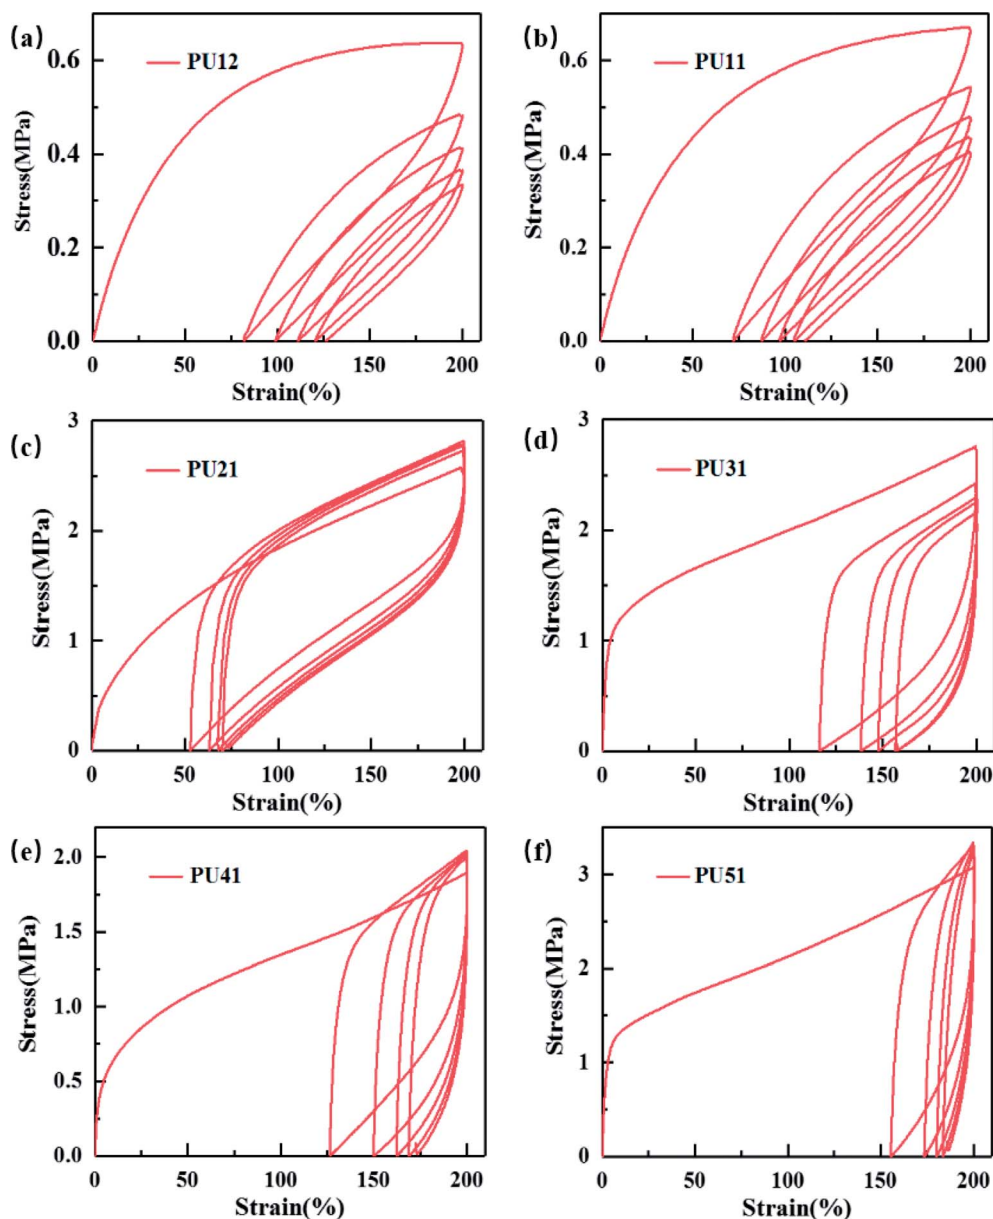 (a)
PU12
Stress(MPa)
0.6
0.4
0.2
0.0
0 50 100 150 200
Strain(%)
(b)
PU11
Stress(MPa)
0.6
0.4
0.2
0.0
0 50 100 150 200
Strain(%)
(c)
PU21
Stress(MPa)
3
2
1
0
0 50 100 150 200
Strain(%)
(d)
PU31
Stress(MPa)
3
2
1
0
0 50 100 150 200
Strain(%)
(e)
PU41
Stress(MPa)
2.0
1.5
1.0
0.5
0.0
0 50 100 150 200
Strain(%)
(f)
PU51
Stress(MPa)
3
2
1
0
0 50 100 150 200
Strain(%)